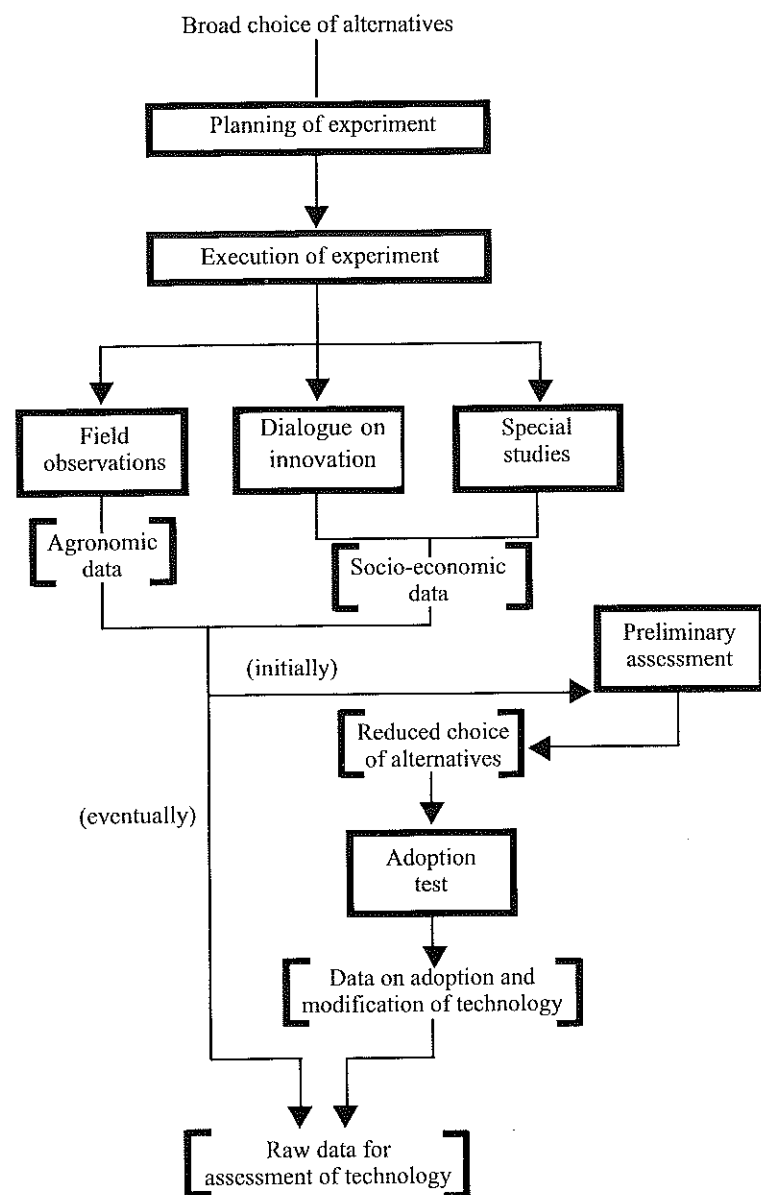 Broad choice of alternatives
Planning of experiment
Execution of experiment
Field
observations
Dialogue on
innovation
Special
studies
Agronomic
data
Socio-economic
data
Preliminary
assessment
(initially)
Reduced choice
of alternatives
(eventually)
Adoption
test
Data on adoption and
modification of technology
Raw data for
assessment of technology